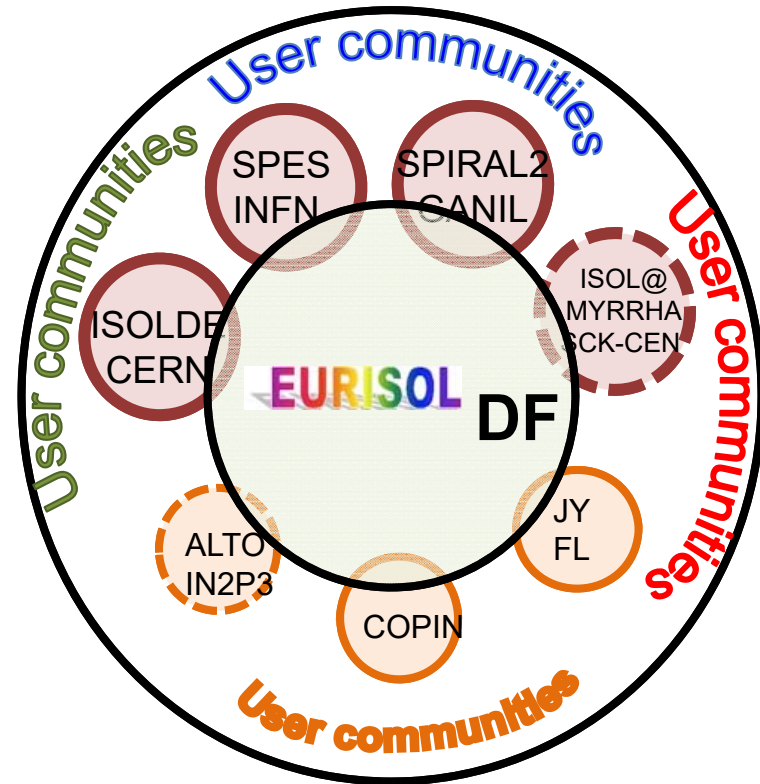 User communities
User communities
User communities
User communities
SPES
INFN
SPIRAL2
GANIL
ISOLDE
CERN
ISOL@
MYRRHA
SCK-CEN
EURISOL DF
ALTO
IN2P3
JY
FL
COPIN